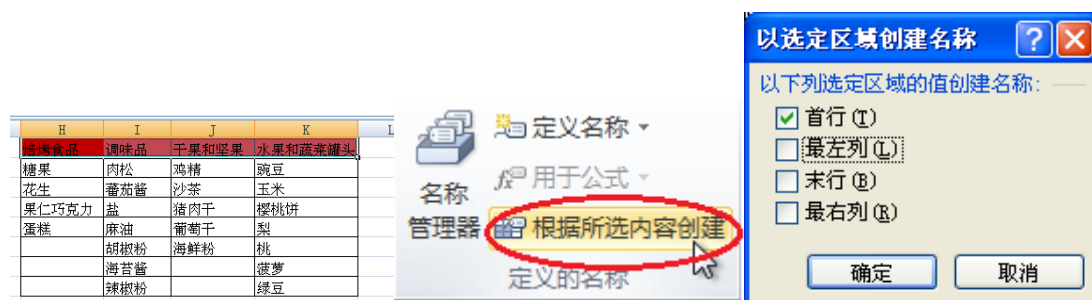 H I J K L
焙烤食品 调味品 干果和坚果 水果和蔬菜罐头
糖果 肉松 鸡精 豌豆
花生 蕃茄酱 沙茶 玉米
果仁巧克力 盐 猪肉干 樱桃饼
蛋糕 麻油 葡萄干 梨
胡椒粉 海鲜粉 桃
海苔酱 菠萝
辣椒粉 绿豆
名称
管理器
定义名称
用于公式
根据所选内容创建
定义的名称
以选定区域创建名称
以下列选定区域的值创建名称:
首行(T)
最左列(L)
末行(B)
最右列(R)
确定 取消